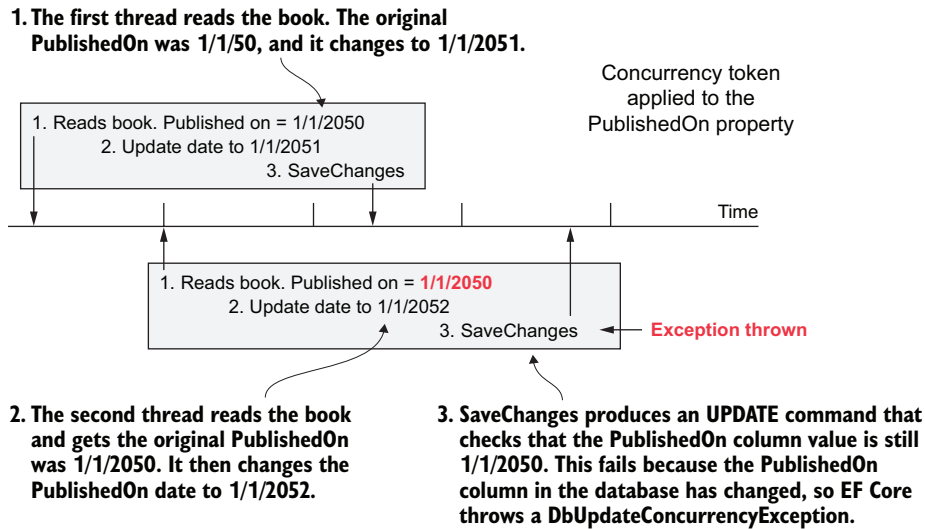 1. The first thread reads the book. The original
PublishedOn was 1/1/50, and it changes to 1/1/2051.
Concurrency token
applied to the
PublishedOn property
1. Reads book. Published on = 1/1/2050
2. Update date to 1/1/2051
3. SaveChanges
Time
1. Reads book. Published on = 1/1/2050
2. Update date to 1/1/2052
3. SaveChanges
Exception thrown
2. The second thread reads the book
and gets the original PublishedOn
was 1/1/2050. It then changes the
PublishedOn date to 1/1/2052.
3. SaveChanges produces an UPDATE command that
checks that the PublishedOn column value is still
1/1/2050. This fails because the PublishedOn
column in the database has changed, so EF Core
throws a DbUpdateConcurrencyException.